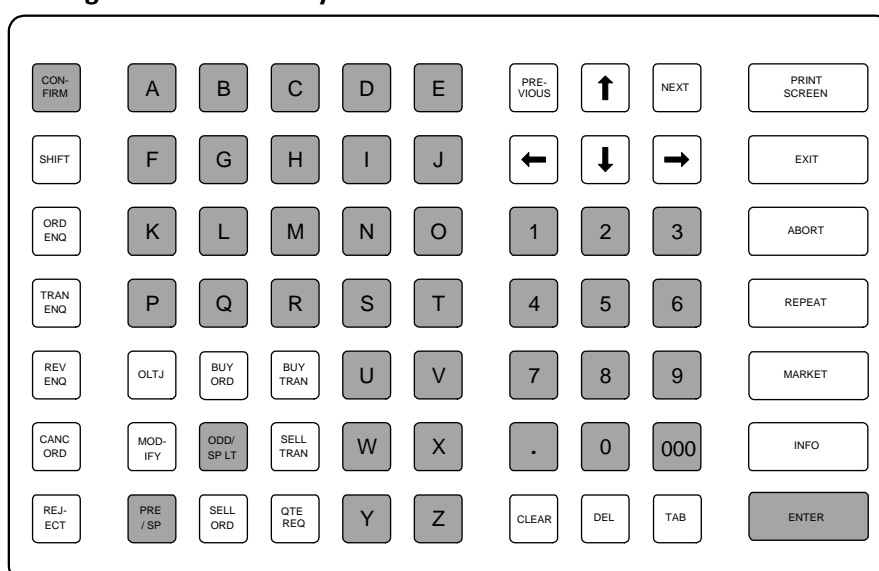 CON-
FIRM
A
B
C
D
E
PRE-
VIOUS
NEXT
PRINT
SCREEN
SHIFT
F
G
H
I
J
EXIT
ORD
ENQ
K
L
M
N
O
1
2
3
ABORT
TRAN
ENQ
P
Q
R
S
T
4
5
6
REPEAT
REV
ENQ
OLTJ
BUY
ORD
BUY
TRAN
U
V
7
8
9
MARKET
CANC
ORD
MOD-
IFY
ODD/
SP LT
SELL
TRAN
W
X
.
0
000
INFO
REJ-
ECT
PRE
/ SP
SELL
ORD
QTE
REQ
Y
Z
CLEAR
DEL
TAB
ENTER